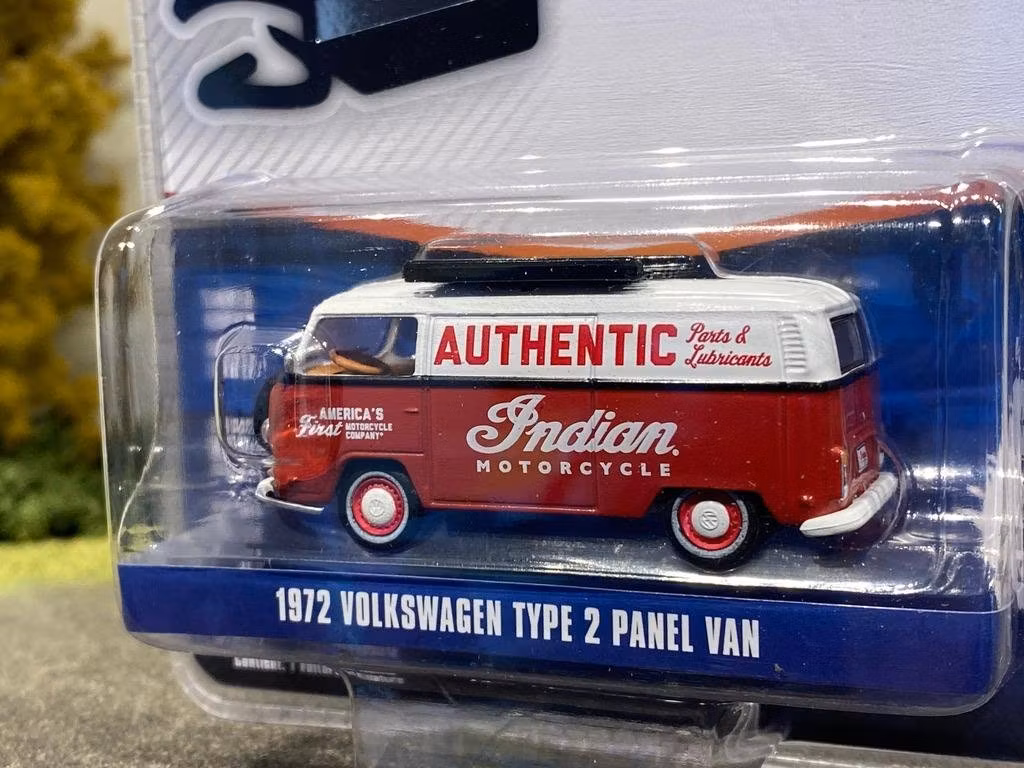 AUTHENTIC
Parts &
Lubricants
AMERICA'S
First MOTORCYCLE
COMPANY
Indian
MOTORCYCLE
1972 VOLKSWAGEN TYPE 2 PANEL VAN